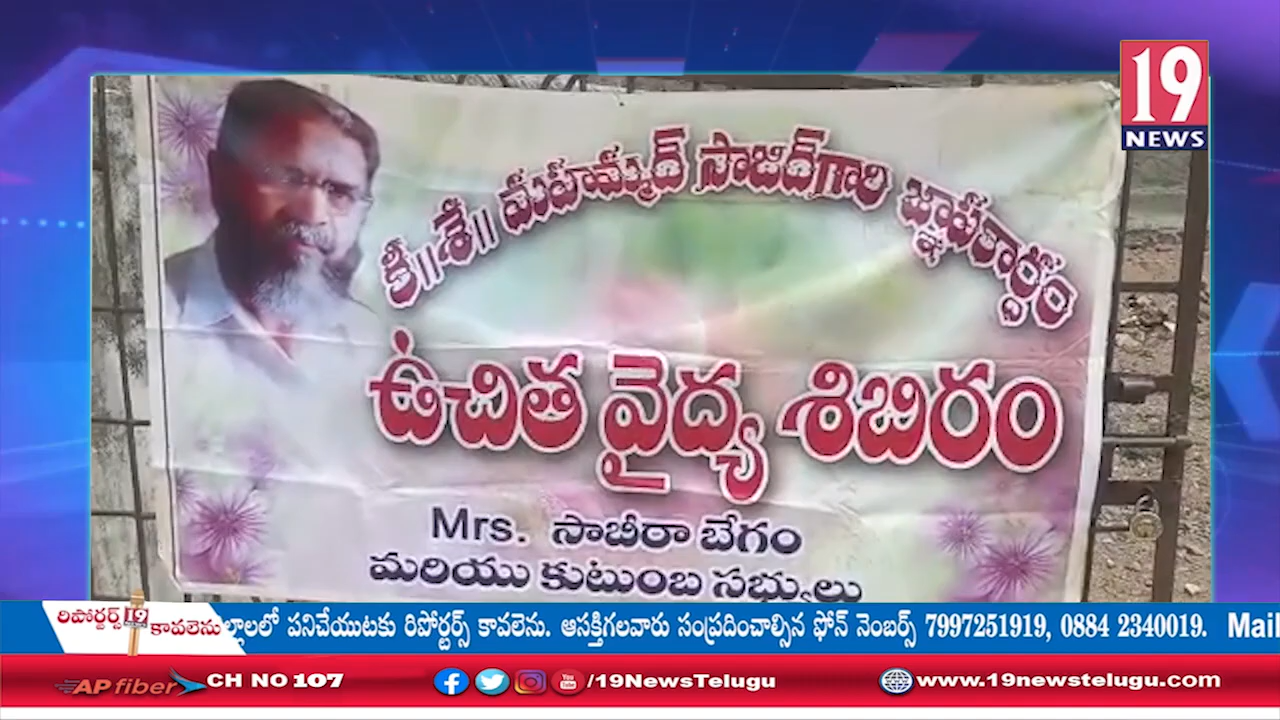 19
NEWS
కీ॥శే॥ మహమ్మద్ సాజిద్‌గారి జ్ఞాపకార్ధం
ఉచిత వైద్య శిబిరం
Mrs. సాబీరా బేగం
మరియు కుటుంబ సభ్యులు
రిపోర్టర్స్ 19
కావలెను
ల్లాలలో పనిచేయుటకు రిపోర్టర్స్ కావలెను. ఆసక్తిగలవారు సంప్రదించాల్సిన ఫోన్ నెంబర్స్ 7997251919, 0884 2340019. Mail
AP fiber CH NO 107
/19NewsTelugu
www.19newstelugu.com